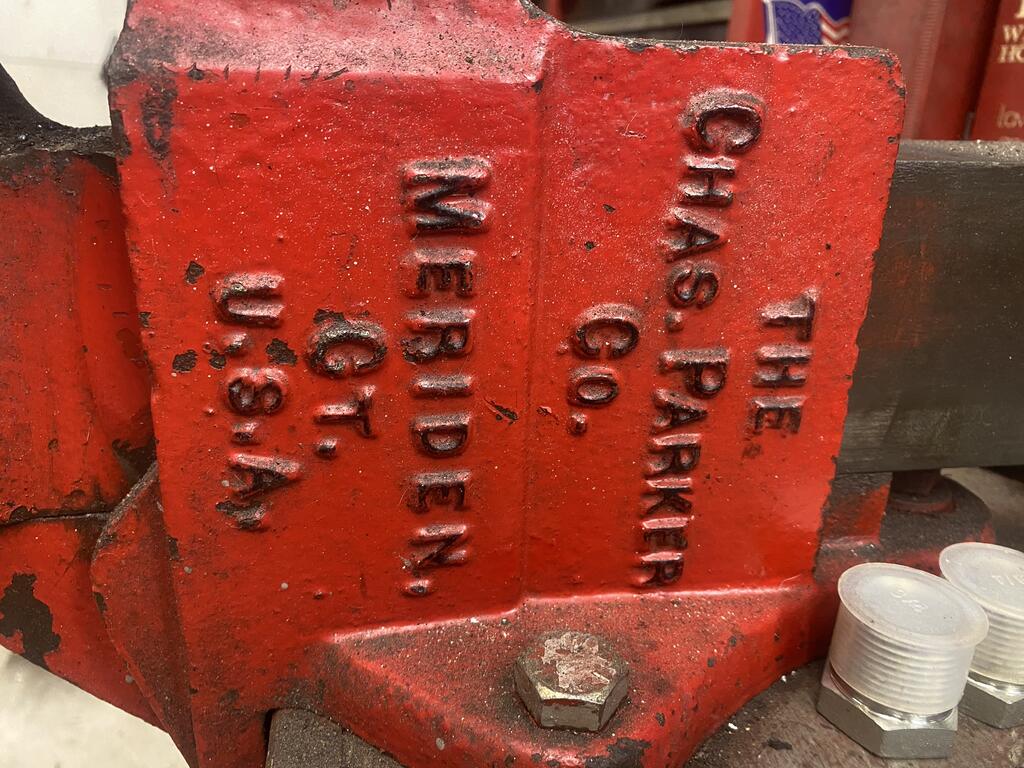 THE
CHAS. PARKER
CO.
MERIDEN,
CT.
U.S.A.